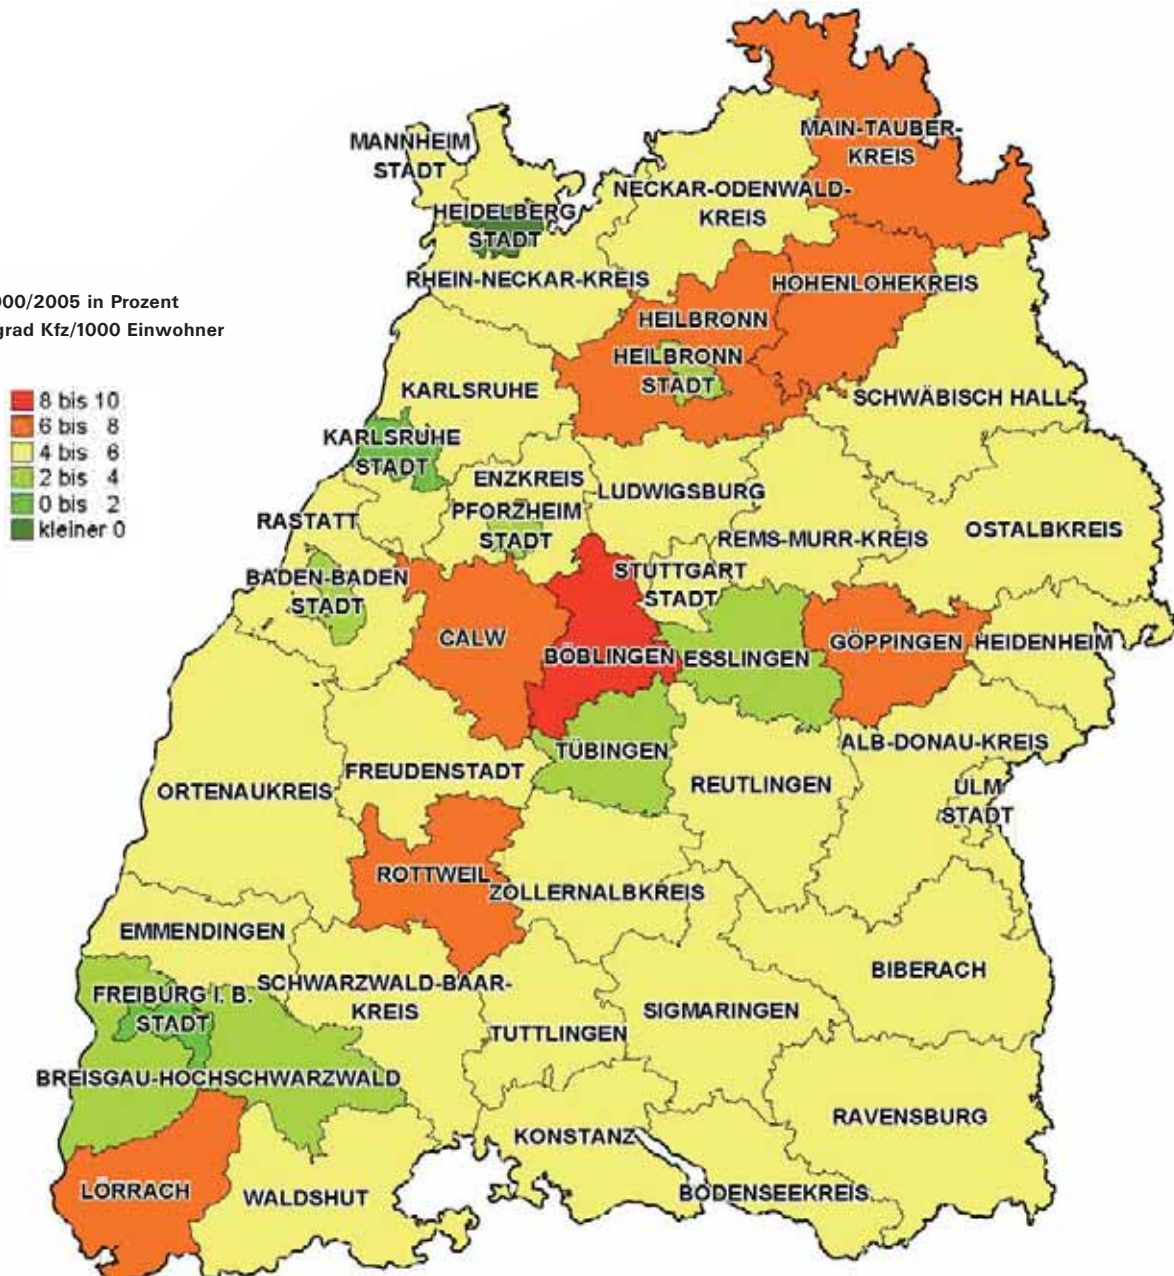 MAIN-TAUBER-
KREIS
MANNHEIM
STADT
NECKAR-ODENWALD-
KREIS
HEIDELBERG
STADT
RHEIN-NECKAR-KREIS
HOHENLOHEKREIS
000/2005 in Prozent
grad Kfz/1000 Einwohner
HEILBRONN
HEILBRONN
STADT
8 bis 10
6 bis 8
4 bis 6
2 bis 4
0 bis 2
kleiner 0
KARLSRUHE
SCHWÄBISCH HALL
KARLSRUHE
STADT
ENZKREIS
LUDWIGSBURG
PFORZHEIM
STADT
RASTATT
REMS-MURR-KREIS
OSTALBKREIS
BADEN-BADEN
STADT
STUTTGART
STADT
CALW
BÖBLINGEN
ESSLINGEN
GÖPPINGEN
HEIDENHEIM
TÜBINGEN
ALB-DONAU-KREIS
FREUDENSTADT
REUTLINGEN
ORTENAUKREIS
ULM
STADT
ROTTWEIL
ZOLLERNALBKREIS
EMMENDINGEN
SCHWARZWALD-BAAR-
KREIS
BIBERACH
FREIBURG I. B.
STADT
SIGMARINGEN
TUTTLINGEN
BREISGAU-HOCHSCHWARZWALD
RAVENSBURG
KONSTANZ
LÖRRACH
WALDSHUT
BODENSEEKREIS